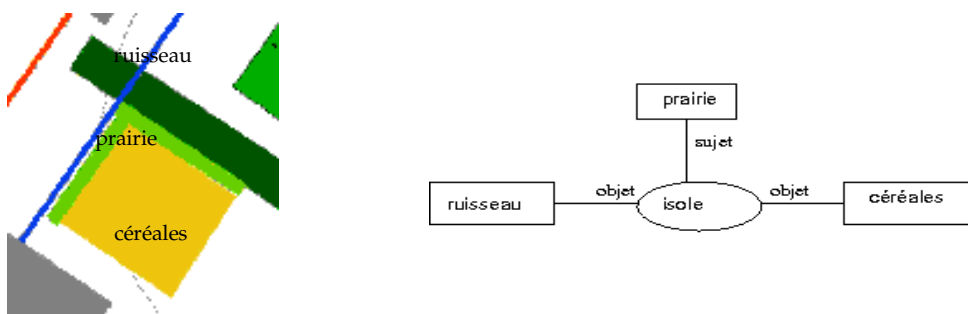 ruisseau
prairie
céréales
prairie
sujet
ruisseau
objet
isole
objet
céréales